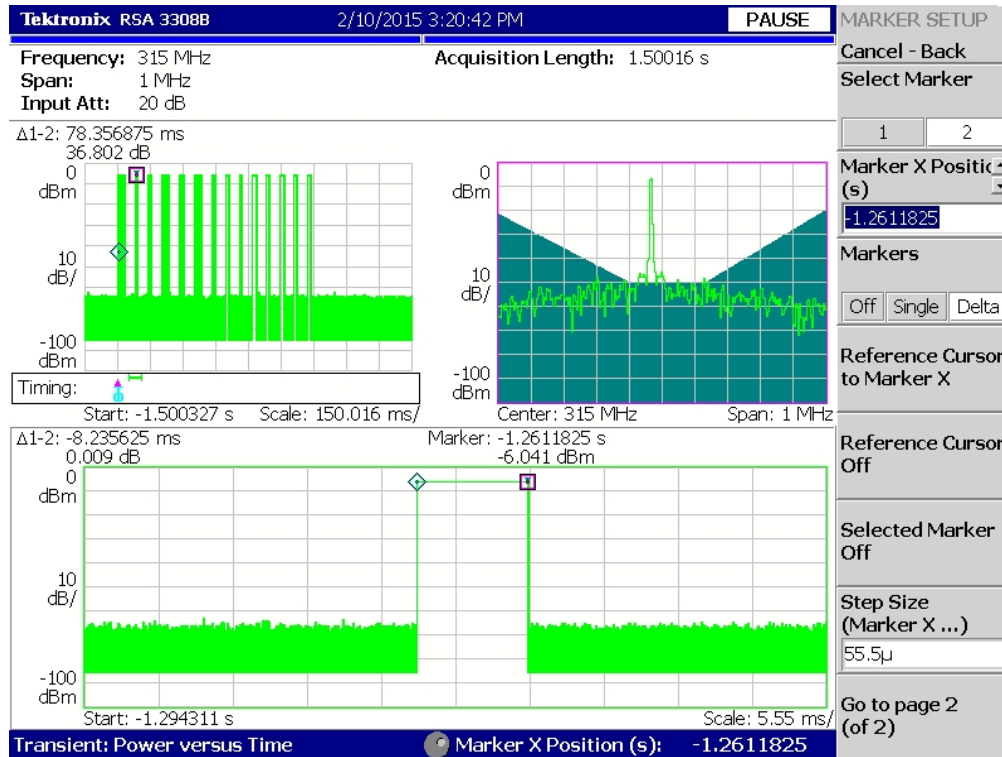 Tektronix RSA 3308B 2/10/2015 3:20:42 PM PAUSE
Frequency: 315 MHz Acquisition Length: 1.50016 s
Span: 1 MHz
Input Att: 20 dB
Δ1-2: 78.356875 ms
36.802 dB
0
dBm
10
dB/
-100
dBm
Timing:
Start: -1.500327 s Scale: 150.016 ms/
0
dBm
10
dB/
-100
dBm
Center: 315 MHz Span: 1 MHz
Δ1-2: -8.235625 ms Marker: -1.2611825 s
0.009 dB -6.041 dBm
0
dBm
10
dB/
-100
dBm
Start: -1.294311 s Scale: 5.55 ms/
Transient: Power versus Time Marker X Position (s): -1.2611825
MARKER SETUP
Cancel - Back
Select Marker
1 2
Marker X Positic
(s)
-1.2611825
Markers
Off Single Delta
Reference Cursor
to Marker X
Reference Cursor
Off
Selected Marker
Off
Step Size
(Marker X ...)
55.5µ
Go to page 2
(of 2)